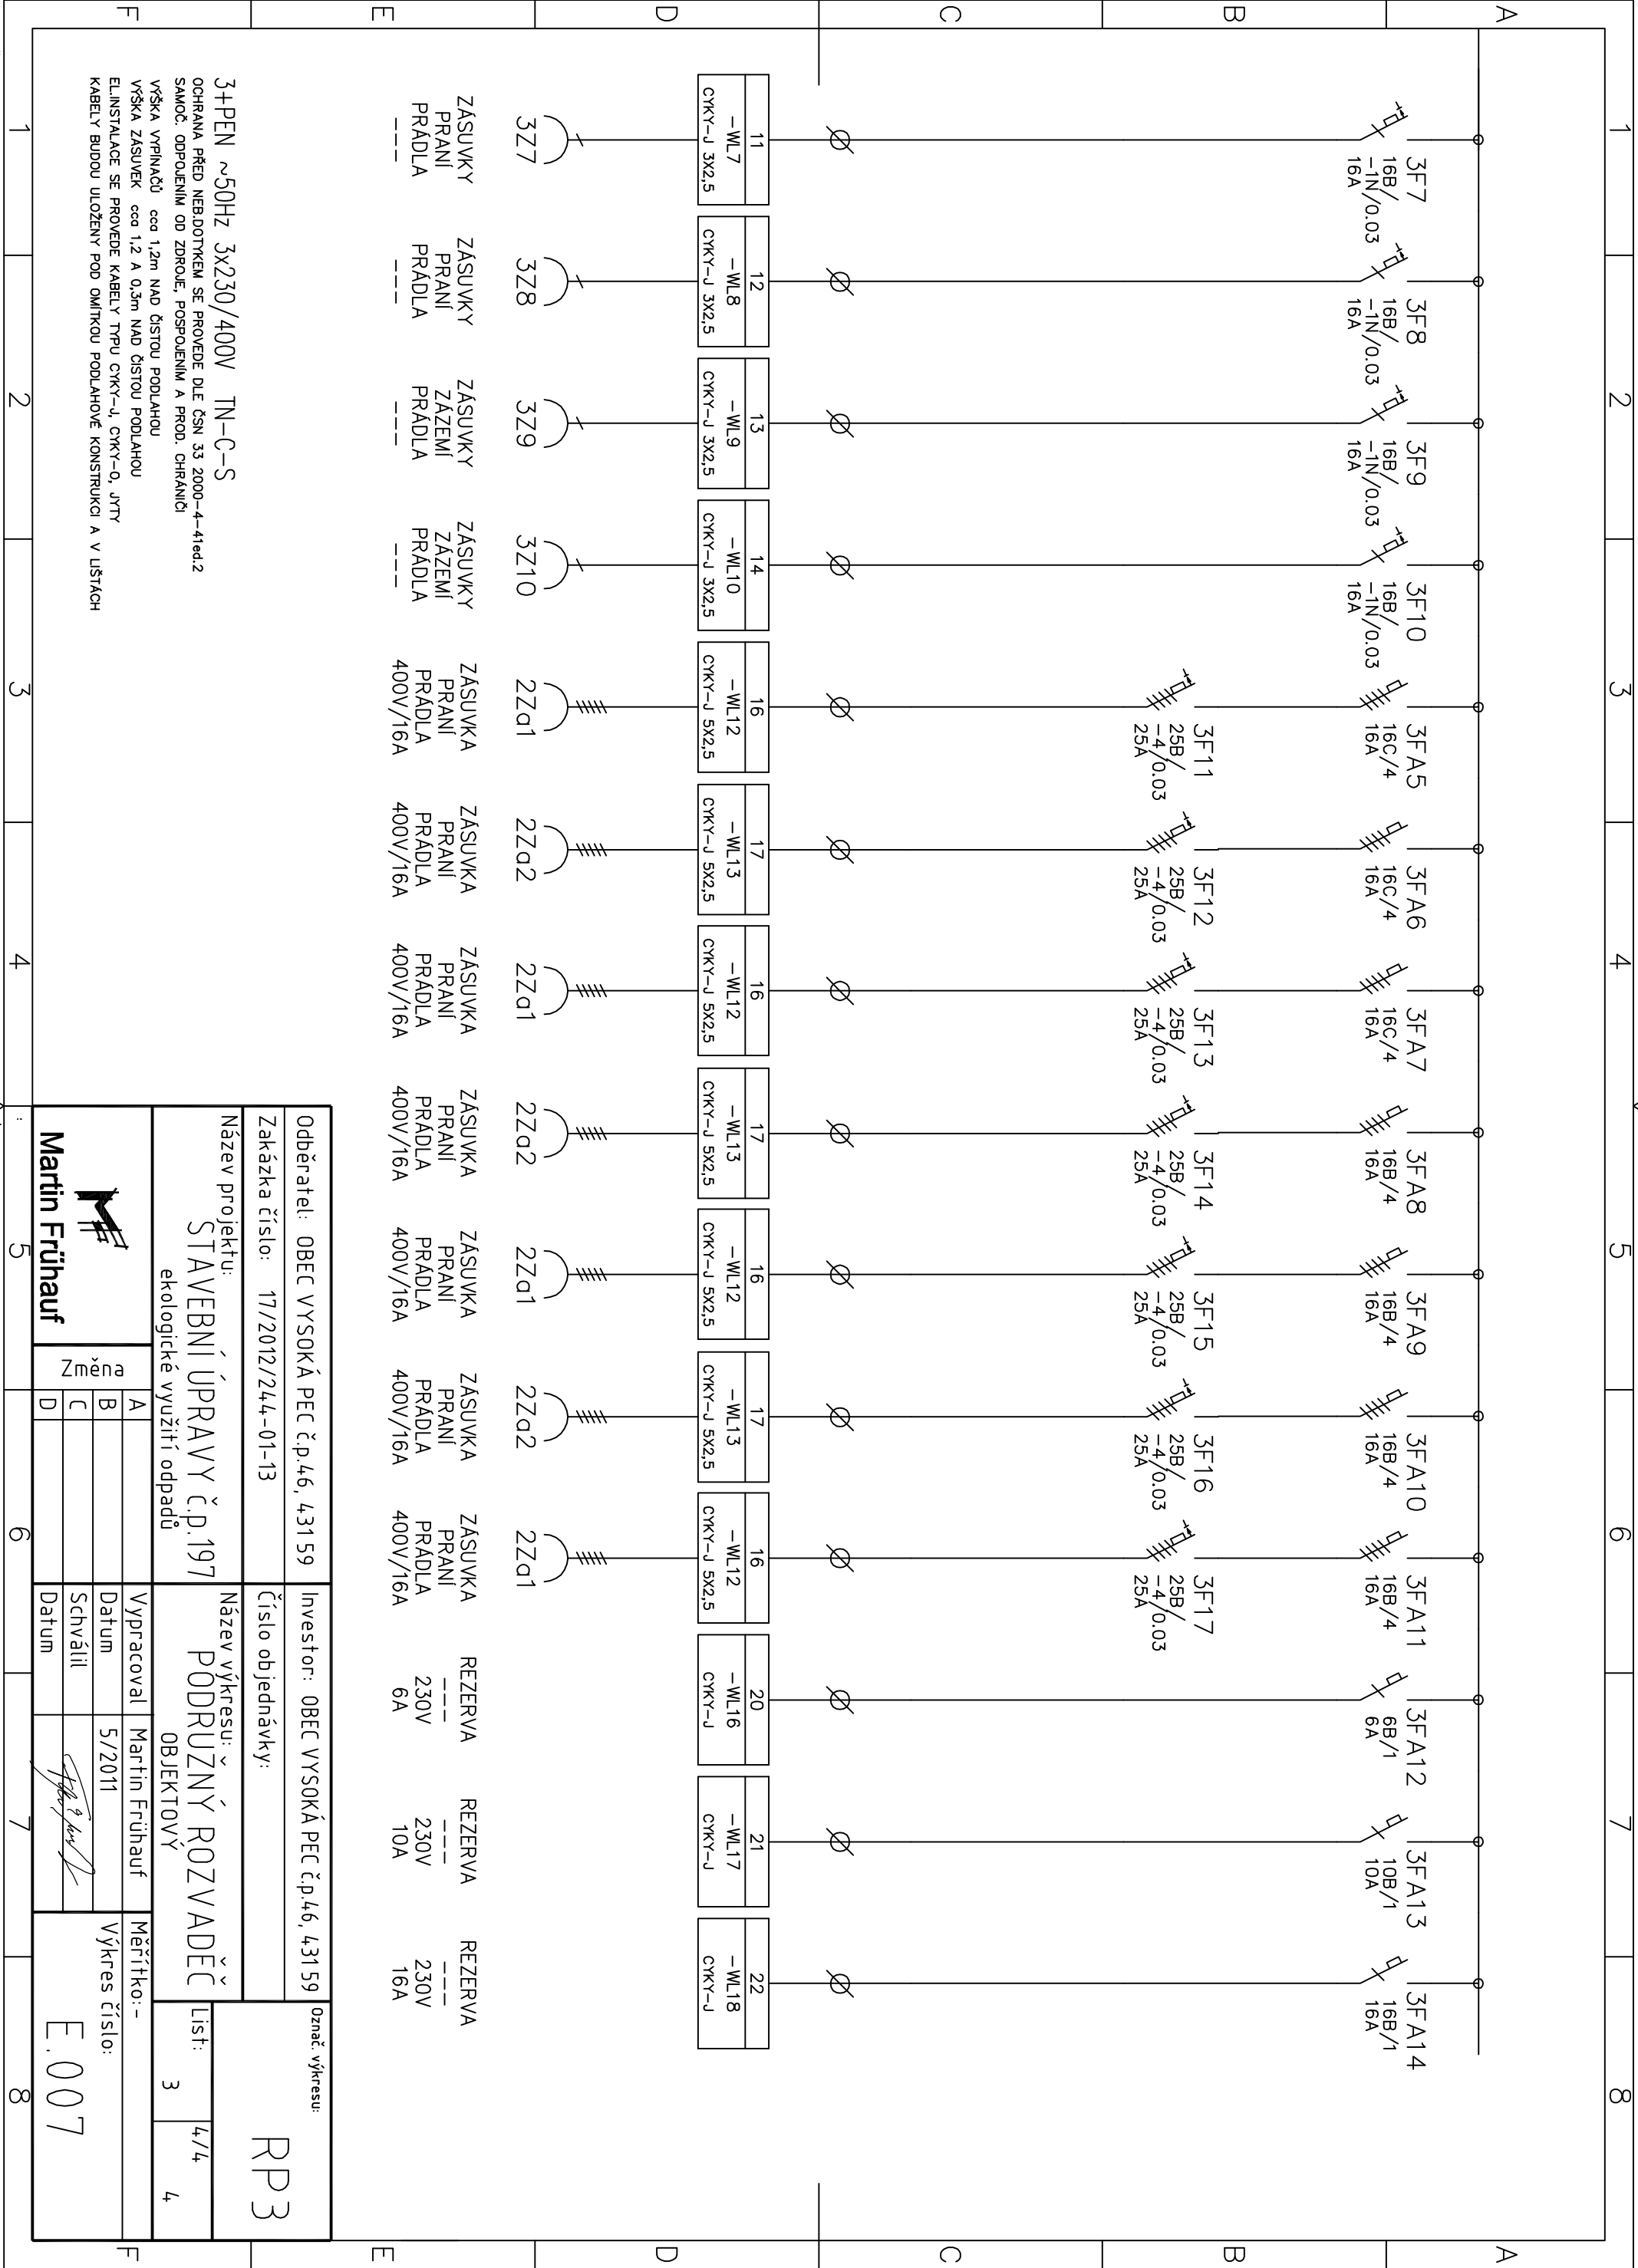 1 2 3 4 5 6 7 8
A
B
C
D
E
F
3F7
16B/
-1N/0.03
16A
3F8
16B/
-1N/0.03
16A
3F9
16B/
-1N/0.03
16A
3F10
16B/
-1N/0.03
16A
3FA5
16C/4
16A
3FA6
16C/4
16A
3FA7
16C/4
16A
3FA8
16B/4
16A
3FA9
16B/4
16A
3FA10
16B/4
16A
3FA11
16B/4
16A
3FA12
6B/1
6A
3FA13
10B/1
10A
3FA14
16B/1
16A
3F11
25B/
-4/0.03
25A
3F12
25B/
-4/0.03
25A
3F13
25B/
-4/0.03
25A
3F14
25B/
-4/0.03
25A
3F15
25B/
-4/0.03
25A
3F16
25B/
-4/0.03
25A
3F17
25B/
-4/0.03
25A
11
-WL7
CYKY-J 3X2,5
12
-WL8
CYKY-J 3X2,5
13
-WL9
CYKY-J 3X2,5
14
-WL10
CYKY-J 3X2,5
16
-WL12
CYKY-J 5X2,5
17
-WL13
CYKY-J 5X2,5
16
-WL12
CYKY-J 5X2,5
17
-WL13
CYKY-J 5X2,5
16
-WL12
CYKY-J 5X2,5
17
-WL13
CYKY-J 5X2,5
16
-WL12
CYKY-J 5X2,5
20
-WL16
CYKY-J
21
-WL17
CYKY-J
22
-WL18
CYKY-J
3Z7
3Z8
3Z9
3Z10
2Za1
2Za2
2Za1
2Za2
2Za1
2Za2
2Za1
ZÁSUVKY
PRANÍ
PRÁDLA
---
ZÁSUVKY
PRANÍ
PRÁDLA
---
ZÁSUVKY
ZÁZEMÍ
PRÁDLA
---
ZÁSUVKY
ZÁZEMÍ
PRÁDLA
---
ZÁSUVKA
PRANÍ
PRÁDLA
400V/16A
ZÁSUVKA
PRANÍ
PRÁDLA
400V/16A
ZÁSUVKA
PRANÍ
PRÁDLA
400V/16A
ZÁSUVKA
PRANÍ
PRÁDLA
400V/16A
ZÁSUVKA
PRANÍ
PRÁDLA
400V/16A
ZÁSUVKA
PRANÍ
PRÁDLA
400V/16A
ZÁSUVKA
PRANÍ
PRÁDLA
400V/16A
REZERVA
---
230V
6A
REZERVA
---
230V
10A
REZERVA
---
230V
16A
3+PEN ~50Hz 3x230/400V TN-C-S
OCHRANA PŘED NEB.DOTYKEM SE PROVEDE DLE ČSN 33 2000-4-41ed.2
SAMOČ. ODPOJENÍM OD ZDROJE, POSPOJENÍM A PROD. CHRÁNIČI
VÝŠKA VYPÍNAČŮ cca 1,2m NAD ČISTOU PODLAHOU
VÝŠKA ZÁSUVEK cca 1,2 A 0,3m NAD ČISTOU PODLAHOU
EL.INSTALACE SE PROVEDE KABELY TYPU CYKY-J, CYKY-O, JYTY
KABELY BUDOU ULOŽENY POD OMÍTKOU PODLAHOVÉ KONSTRUKCI A V LIŠTÁCH
Odběratel: OBEC VYSOKÁ PEC č.p.46, 431 59
Investor: OBEC VYSOKÁ PEC č.p.46, 431 59
Označ. výkresu:
RP3
Zakázka číslo: 17/2012/244-01-13
Číslo objednávky:
Název projektu:
STAVEBNÍ ÚPRAVY Č.p.197
ekologické využití odpadů
Název výkresu:
PODRUŽNÝ ROZVADĚČ
OBJEKTOVÝ
List:
3
4/4
4
Martin Frühauf
Změna
A
B
C
D
Vypracoval Martin Frühauf
Datum 5/2011
Schválil
Datum
Měřítko:-
Výkres číslo:
E.007
1 2 3 4 5 6 7 8
A
B
C
D
E
F